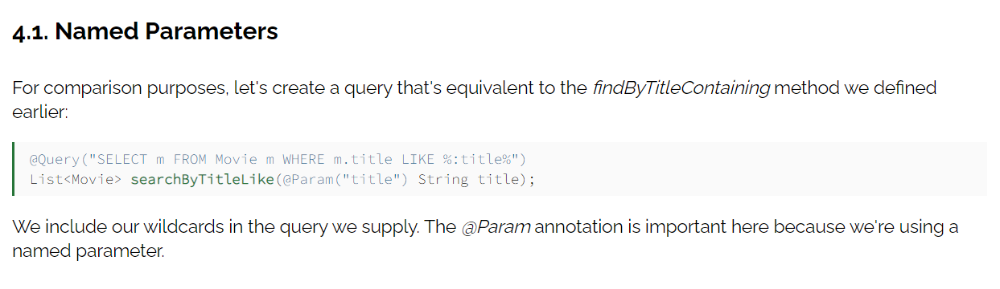 4.1. Named Parameters
For comparison purposes, let's create a query that's equivalent to the findByTitleContaining method we defined
earlier:
@Query("SELECT m FROM Movie m WHERE m.title LIKE %:title%")
List<Movie> searchByTitleLike(@Param("title") String title);
We include our wildcards in the query we supply. The @Param annotation is important here because we're using a
named parameter.